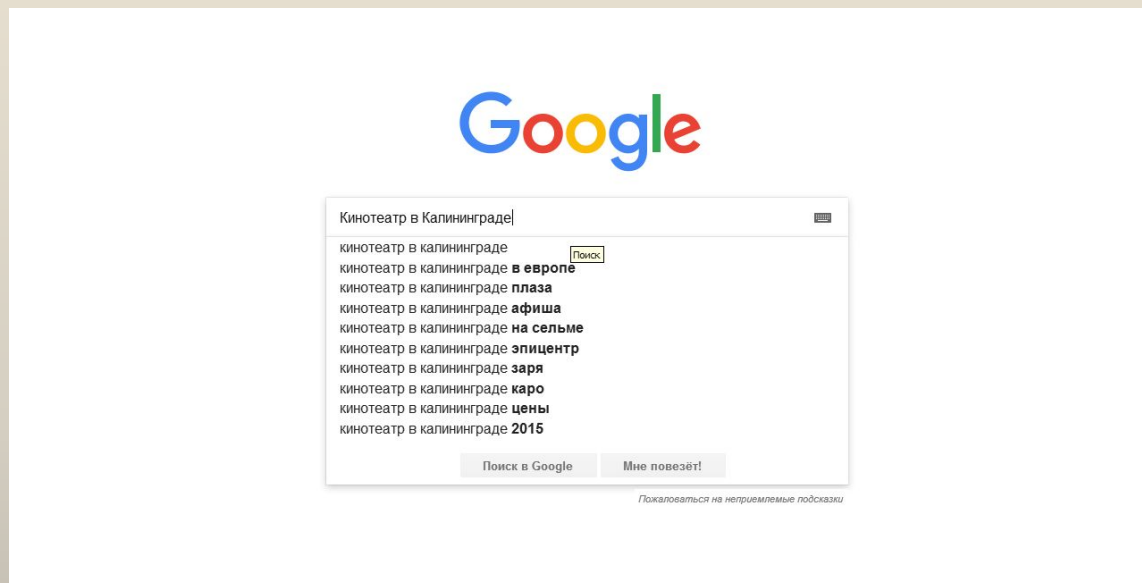 Google
Кинотеатр в Калининграде
кинотеатр в калининграде
Поиск
кинотеатр в калининграде в европе
кинотеатр в калининграде плаза
кинотеатр в калининграде афиша
кинотеатр в калининграде на сельме
кинотеатр в калининграде эпицентр
кинотеатр в калининграде заря
кинотеатр в калининграде каро
кинотеатр в калининграде цены
кинотеатр в калининграде 2015
Поиск в Google Мне повезёт!
Пожаловаться на неприемлемые подсказки